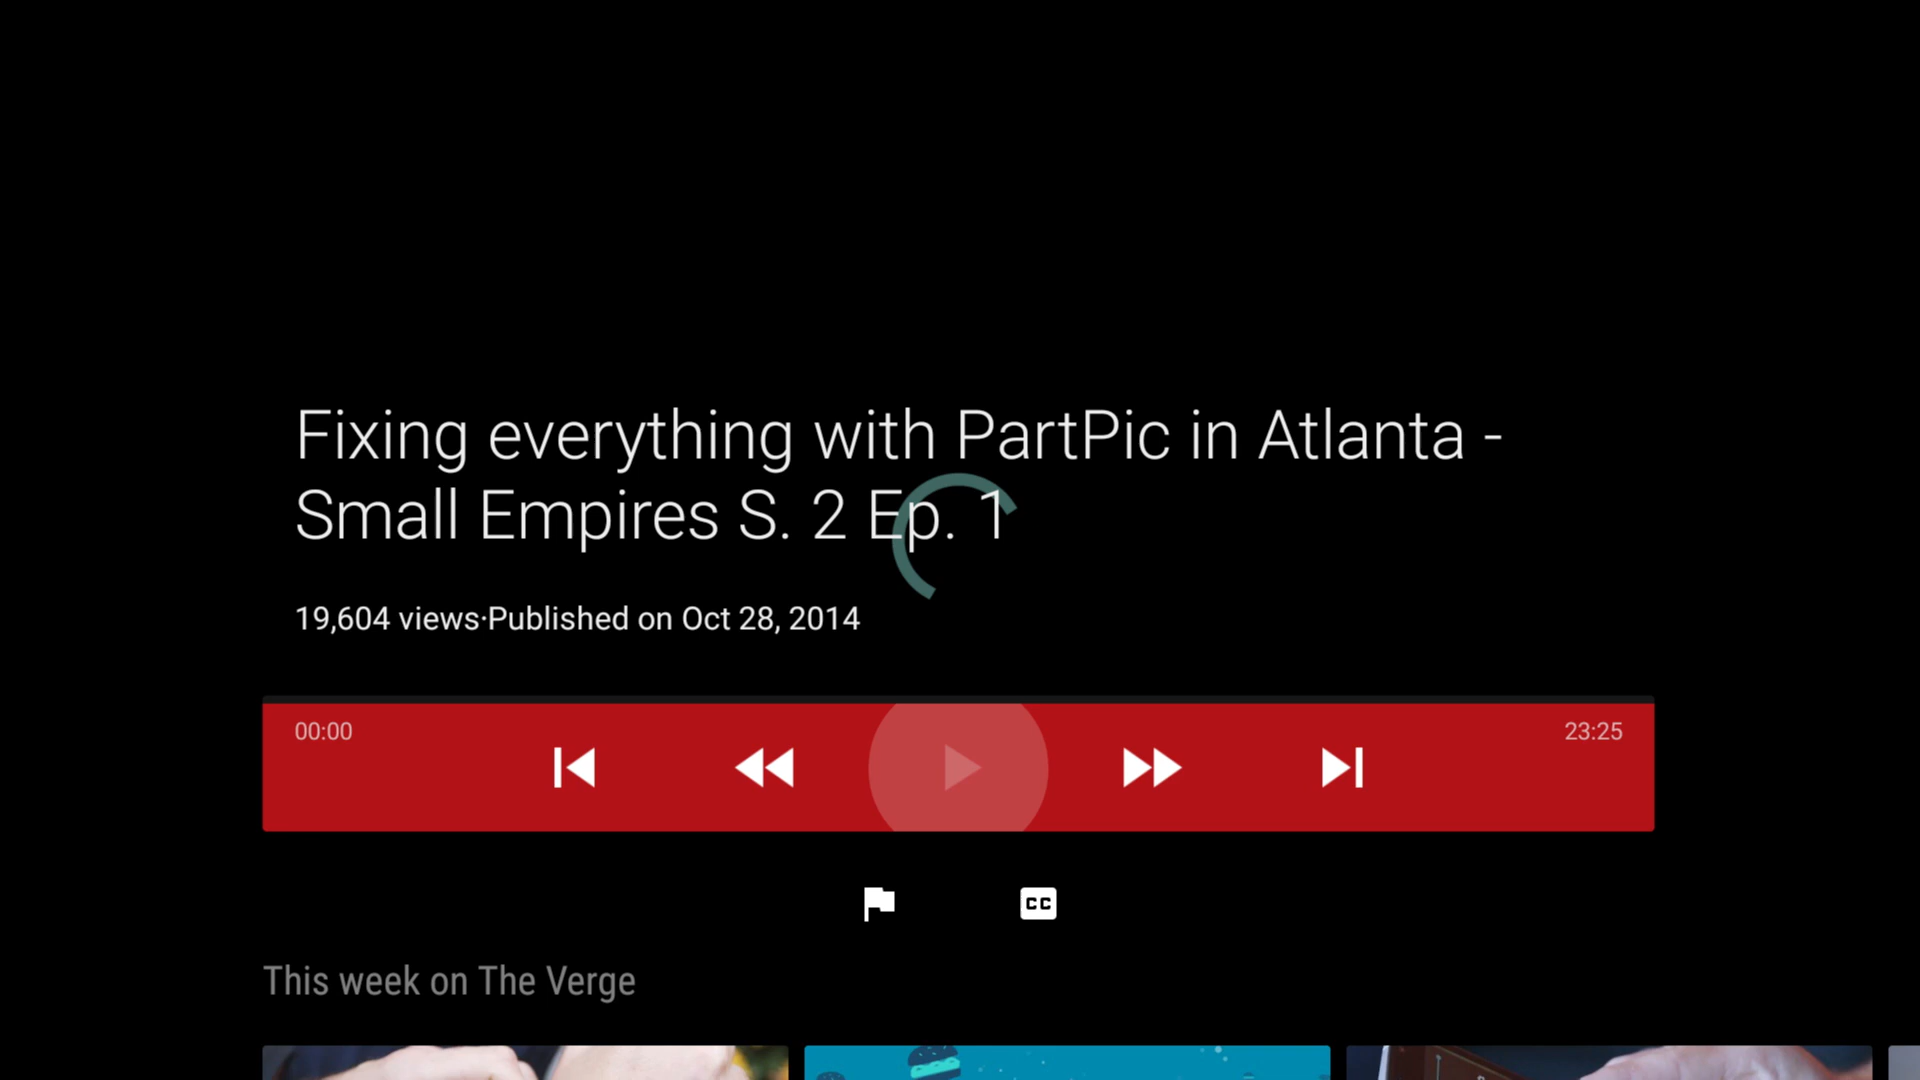 Fixing everything with PartPic in Atlanta -
Small Empires S. 2 Ep. 1
19,604 views·Published on Oct 28, 2014
00:00
23:25
CC
This week on The Verge